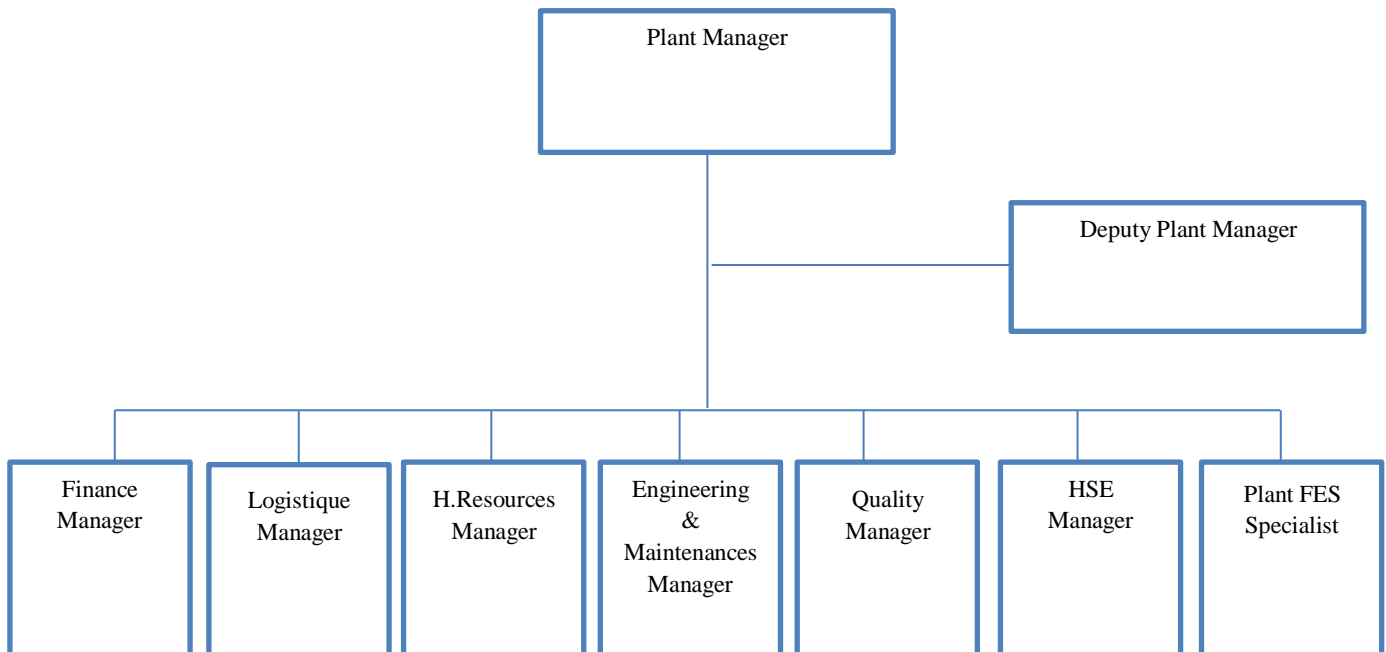 Plant Manager
Deputy Plant Manager
Finance
Manager
Logistique
Manager
H.Resources
Manager
Engineering
&
Maintenances
Manager
Quality
Manager
HSE
Manager
Plant FES
Specialist